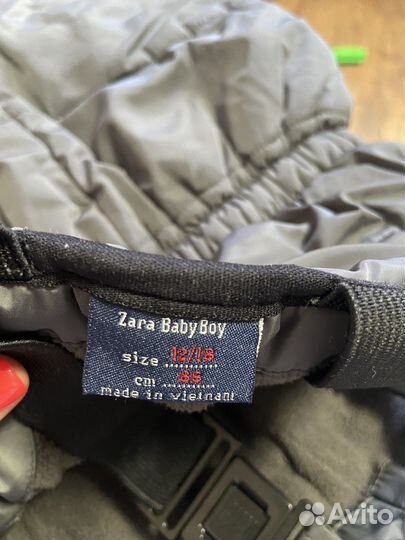 Zara BabyBoy
size 12/18
cm 86
made in vietnam
Avito